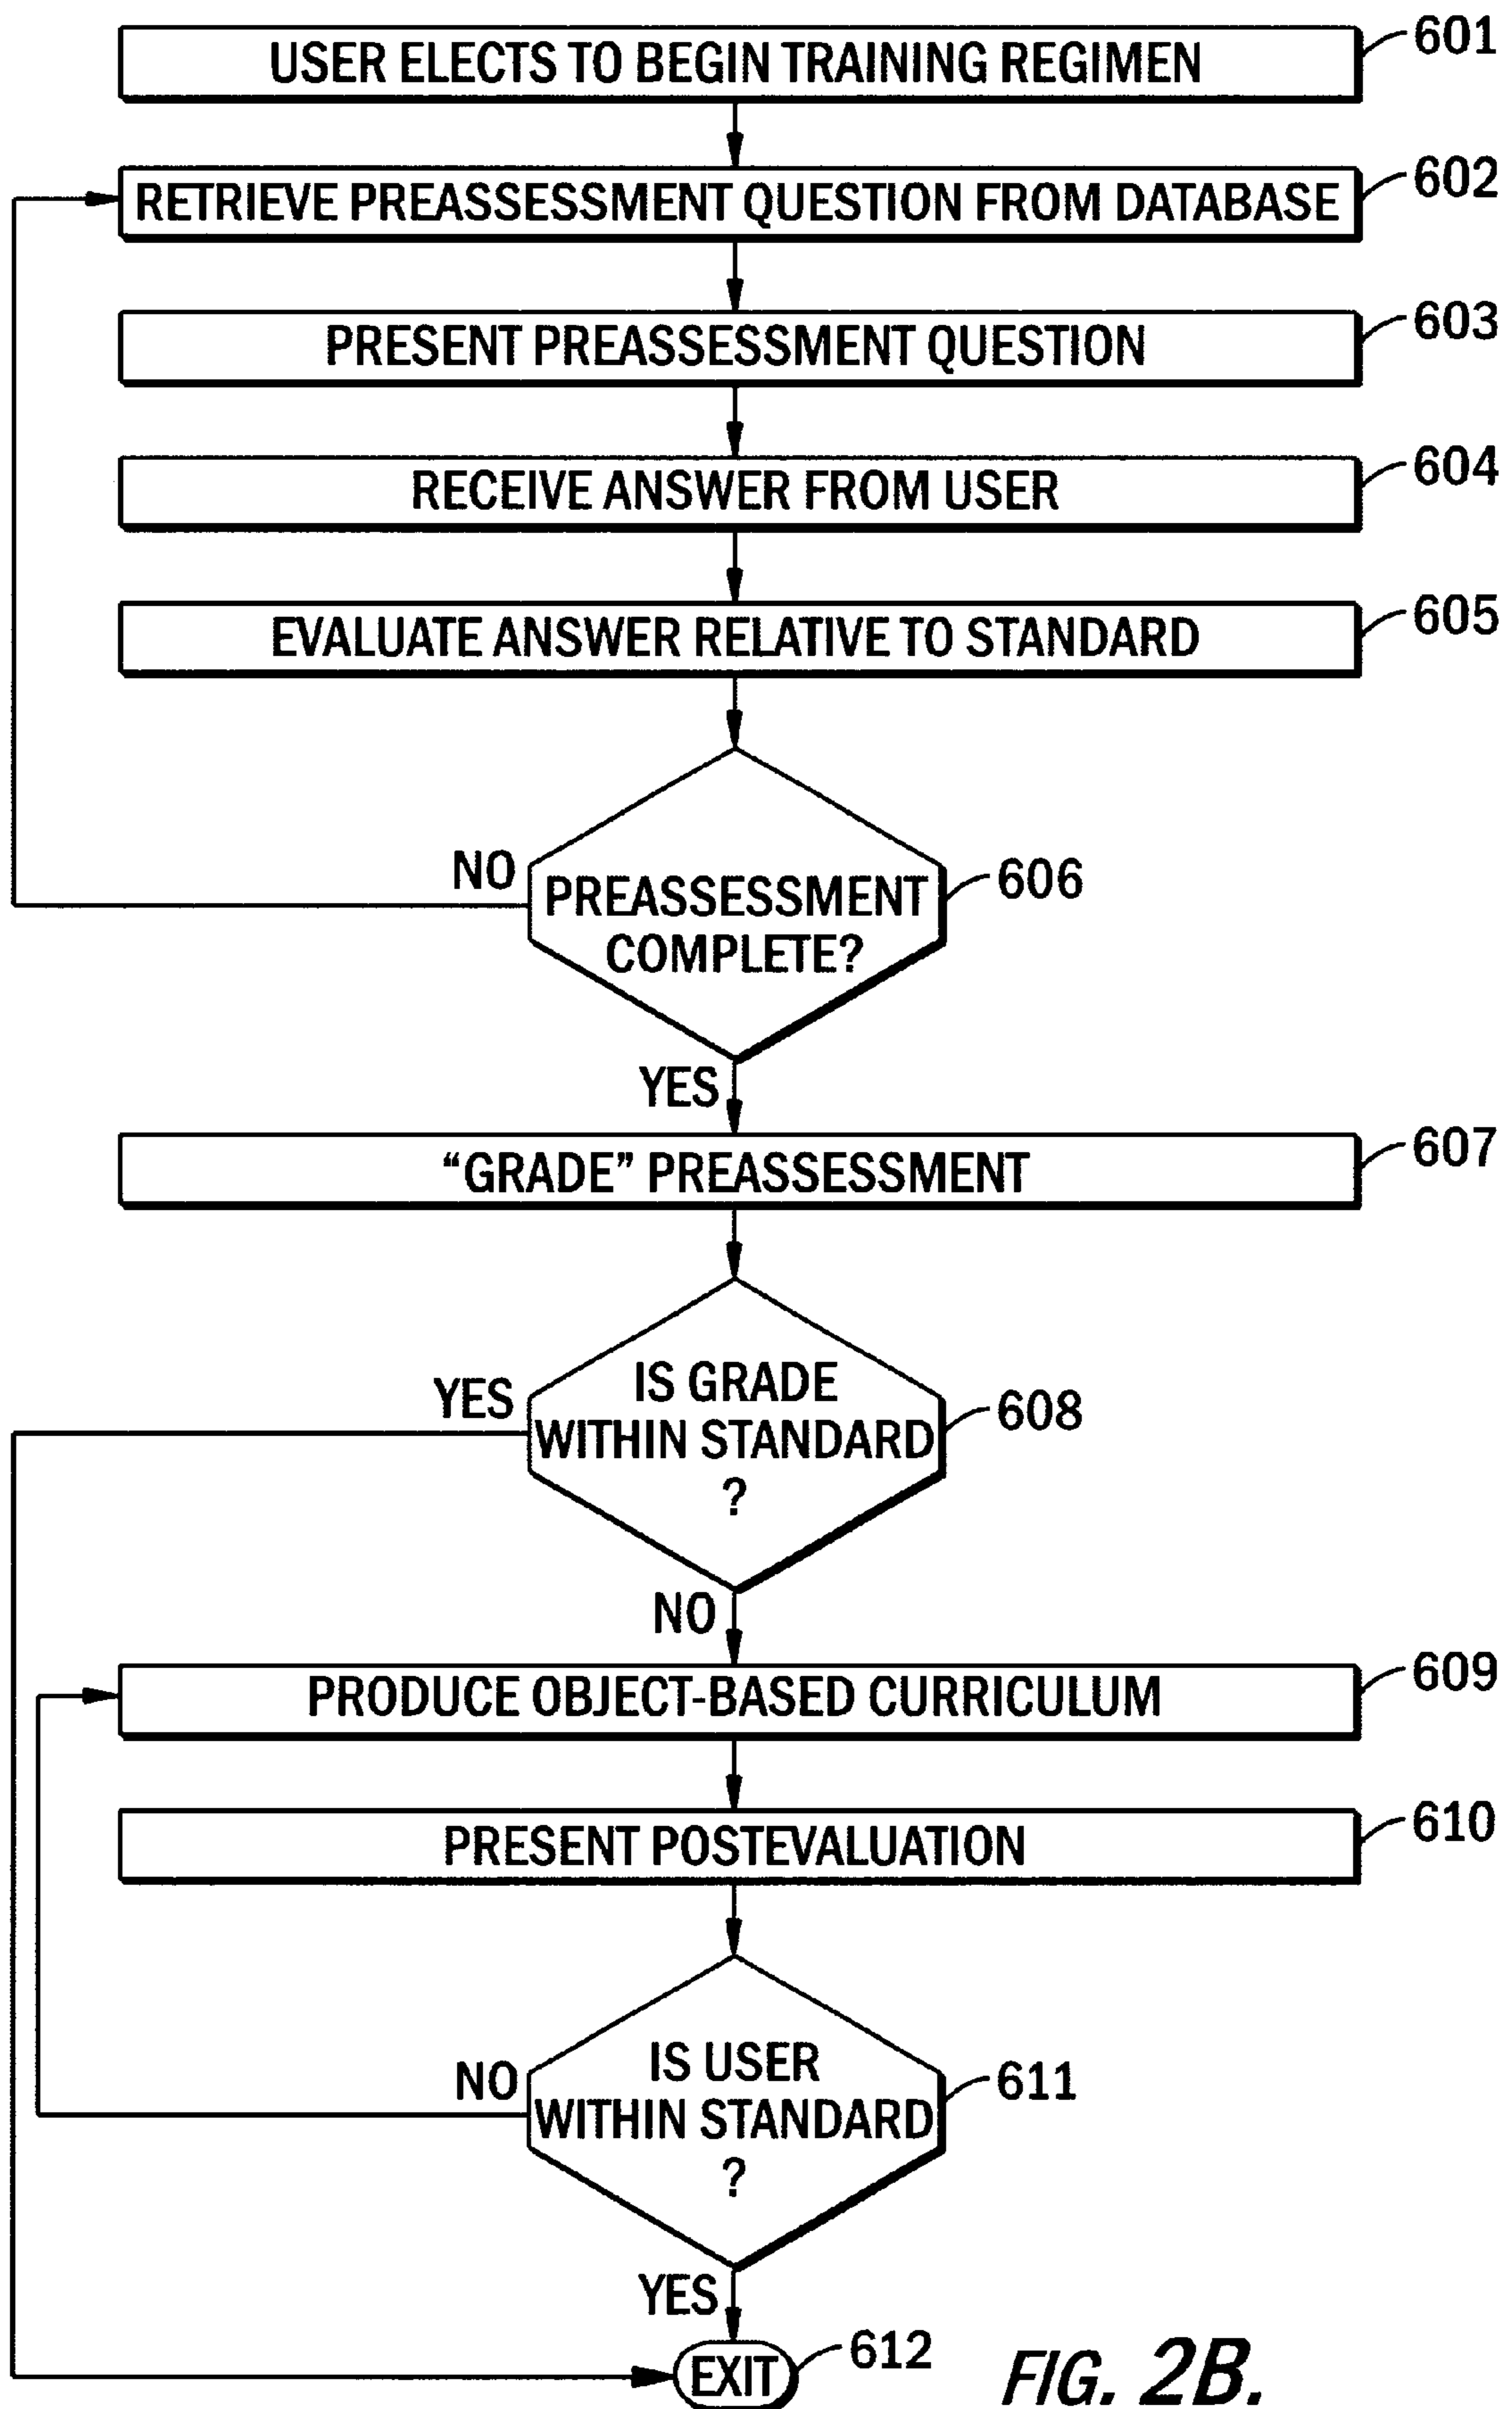 USER ELECTS TO BEGIN TRAINING REGIMEN
601
RETRIEVE PREASSESSMENT QUESTION FROM DATABASE
602
PRESENT PREASSESSMENT QUESTION
603
RECEIVE ANSWER FROM USER
604
EVALUATE ANSWER RELATIVE TO STANDARD
605
NO
PREASSESSMENT
COMPLETE?
606
YES
“GRADE” PREASSESSMENT
607
YES
IS GRADE
WITHIN STANDARD
?
608
NO
PRODUCE OBJECT-BASED CURRICULUM
609
PRESENT POSTEVALUATION
610
NO
IS USER
WITHIN STANDARD
?
611
YES
EXIT
612
FIG. 2B.